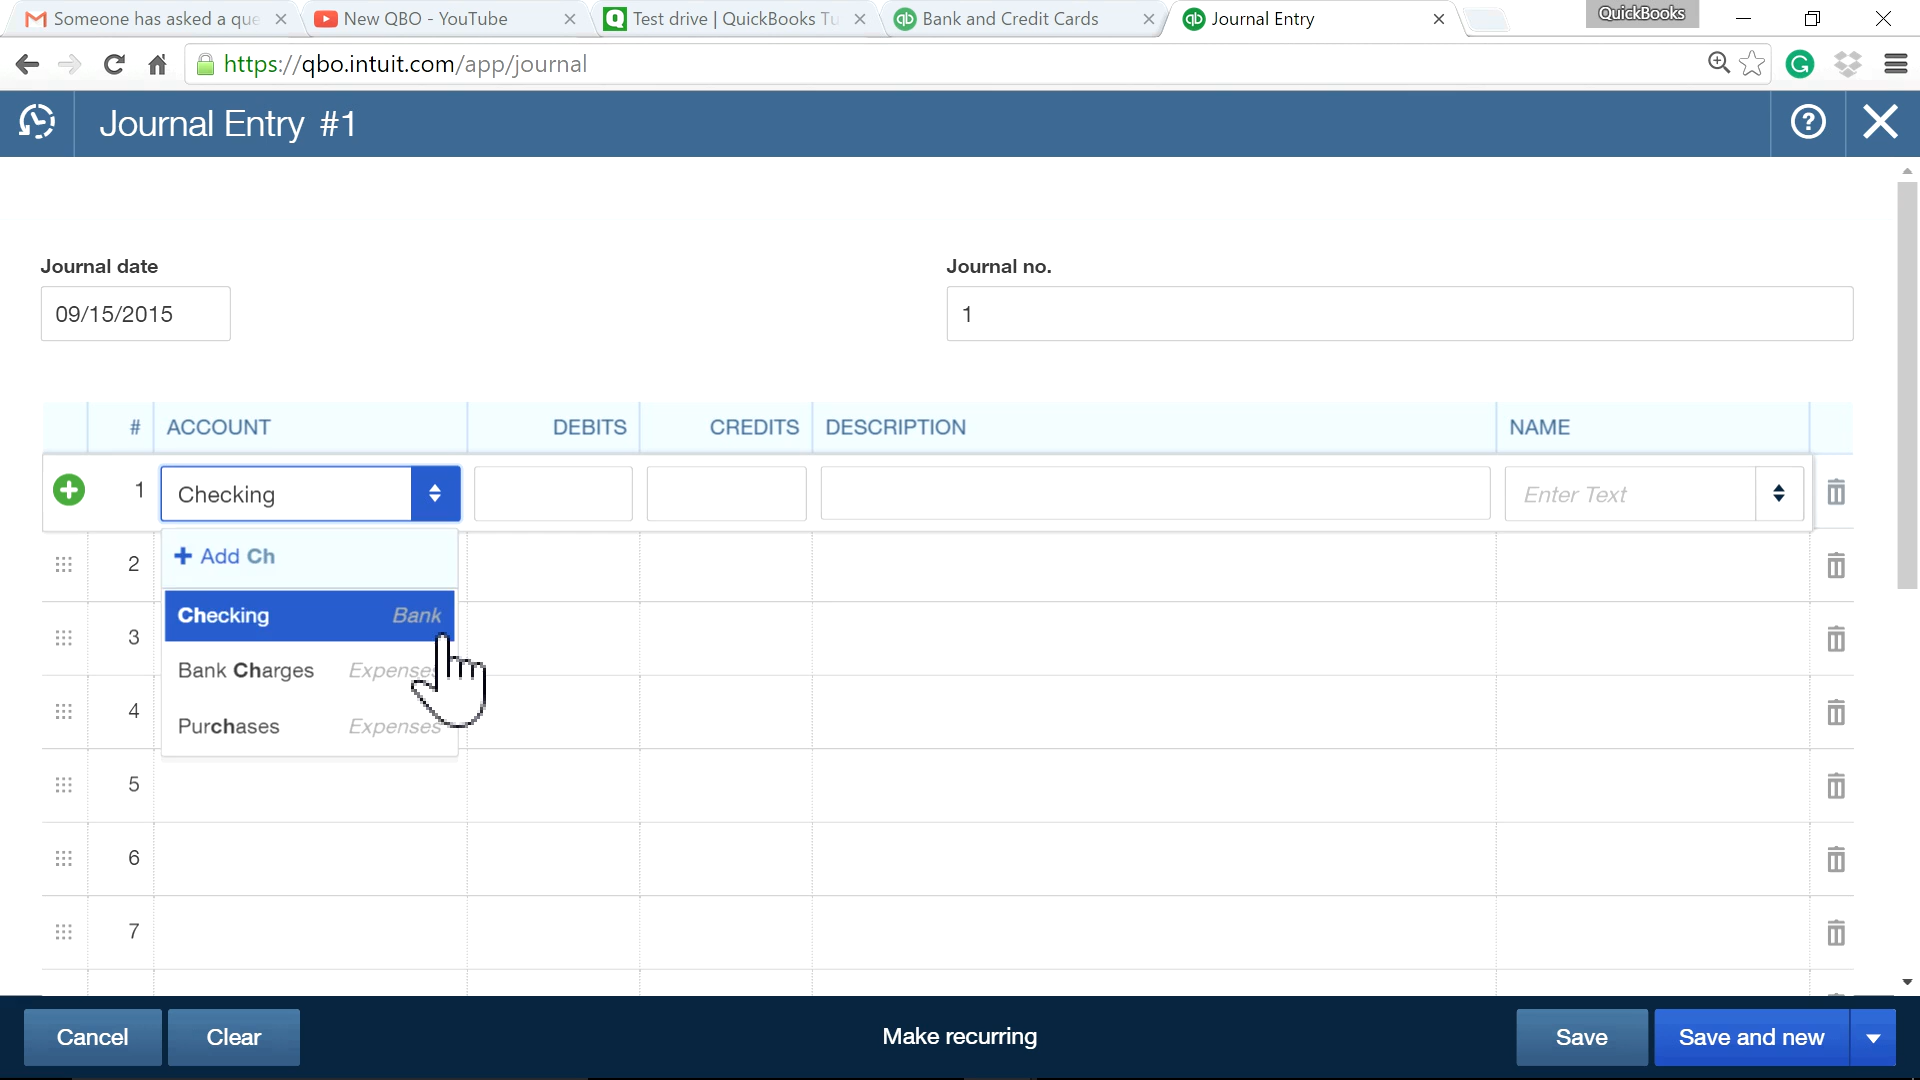 Someone has asked a que
New QBO - YouTube
Test drive | QuickBooks Tu
qb Bank and Credit Cards
qb Journal Entry
QuickBooks
https://qbo.intuit.com/app/journal
Journal Entry #1
Journal date
Journal no.
09/15/2015
1
# ACCOUNT DEBITS CREDITS DESCRIPTION NAME
1 Checking Enter Text
2 + Add Ch
3 Checking Bank
Bank Charges Expenses
4 Purchases Expenses
5
6
7
Cancel Clear Make recurring Save Save and new